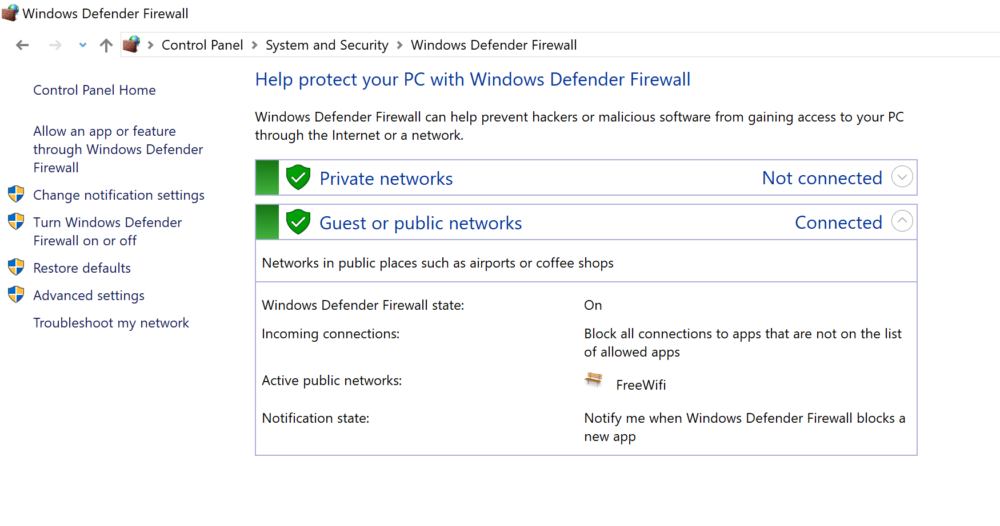 Windows Defender Firewall
Control Panel > System and Security > Windows Defender Firewall
Control Panel Home
Allow an app or feature
through Windows Defender
Firewall
Change notification settings
Turn Windows Defender
Firewall on or off
Restore defaults
Advanced settings
Troubleshoot my network
Help protect your PC with Windows Defender Firewall
Windows Defender Firewall can help prevent hackers or malicious software from gaining access to your PC
through the Internet or a network.
Private networks Not connected
Guest or public networks Connected
Networks in public places such as airports or coffee shops
Windows Defender Firewall state: On
Incoming connections: Block all connections to apps that are not on the list
of allowed apps
Active public networks: FreeWifi
Notification state: Notify me when Windows Defender Firewall blocks a
new app